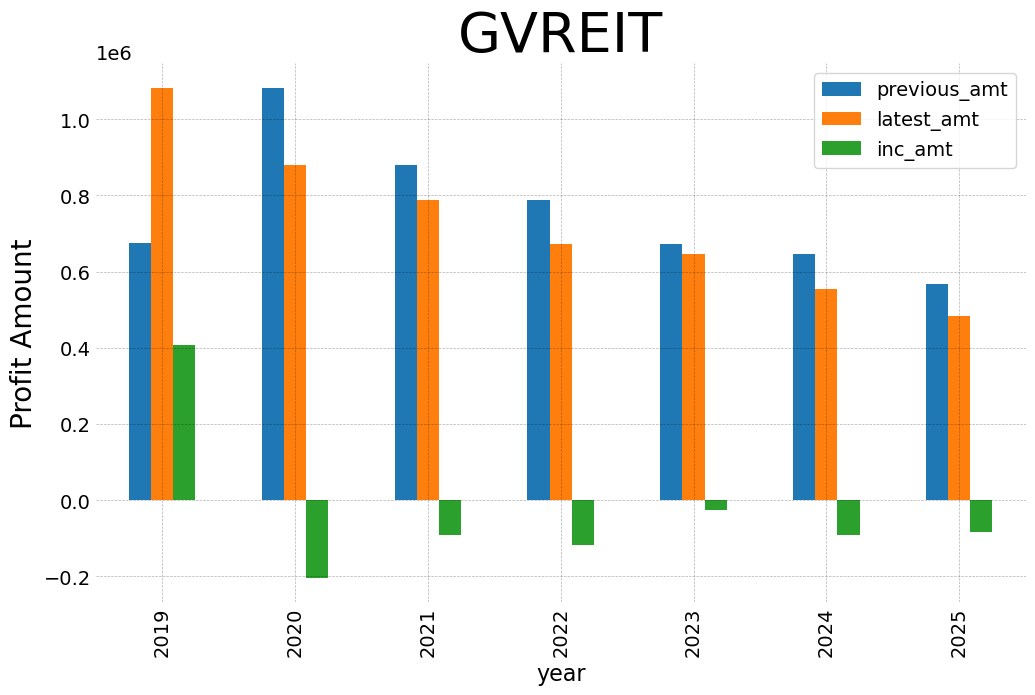 GVREIT
1e6
previous_amt
latest_amt
inc_amt
1.0
0.8
0.6
0.4
0.2
0.0
−0.2
Profit Amount
2019 2020 2021 2022 2023 2024 2025
year